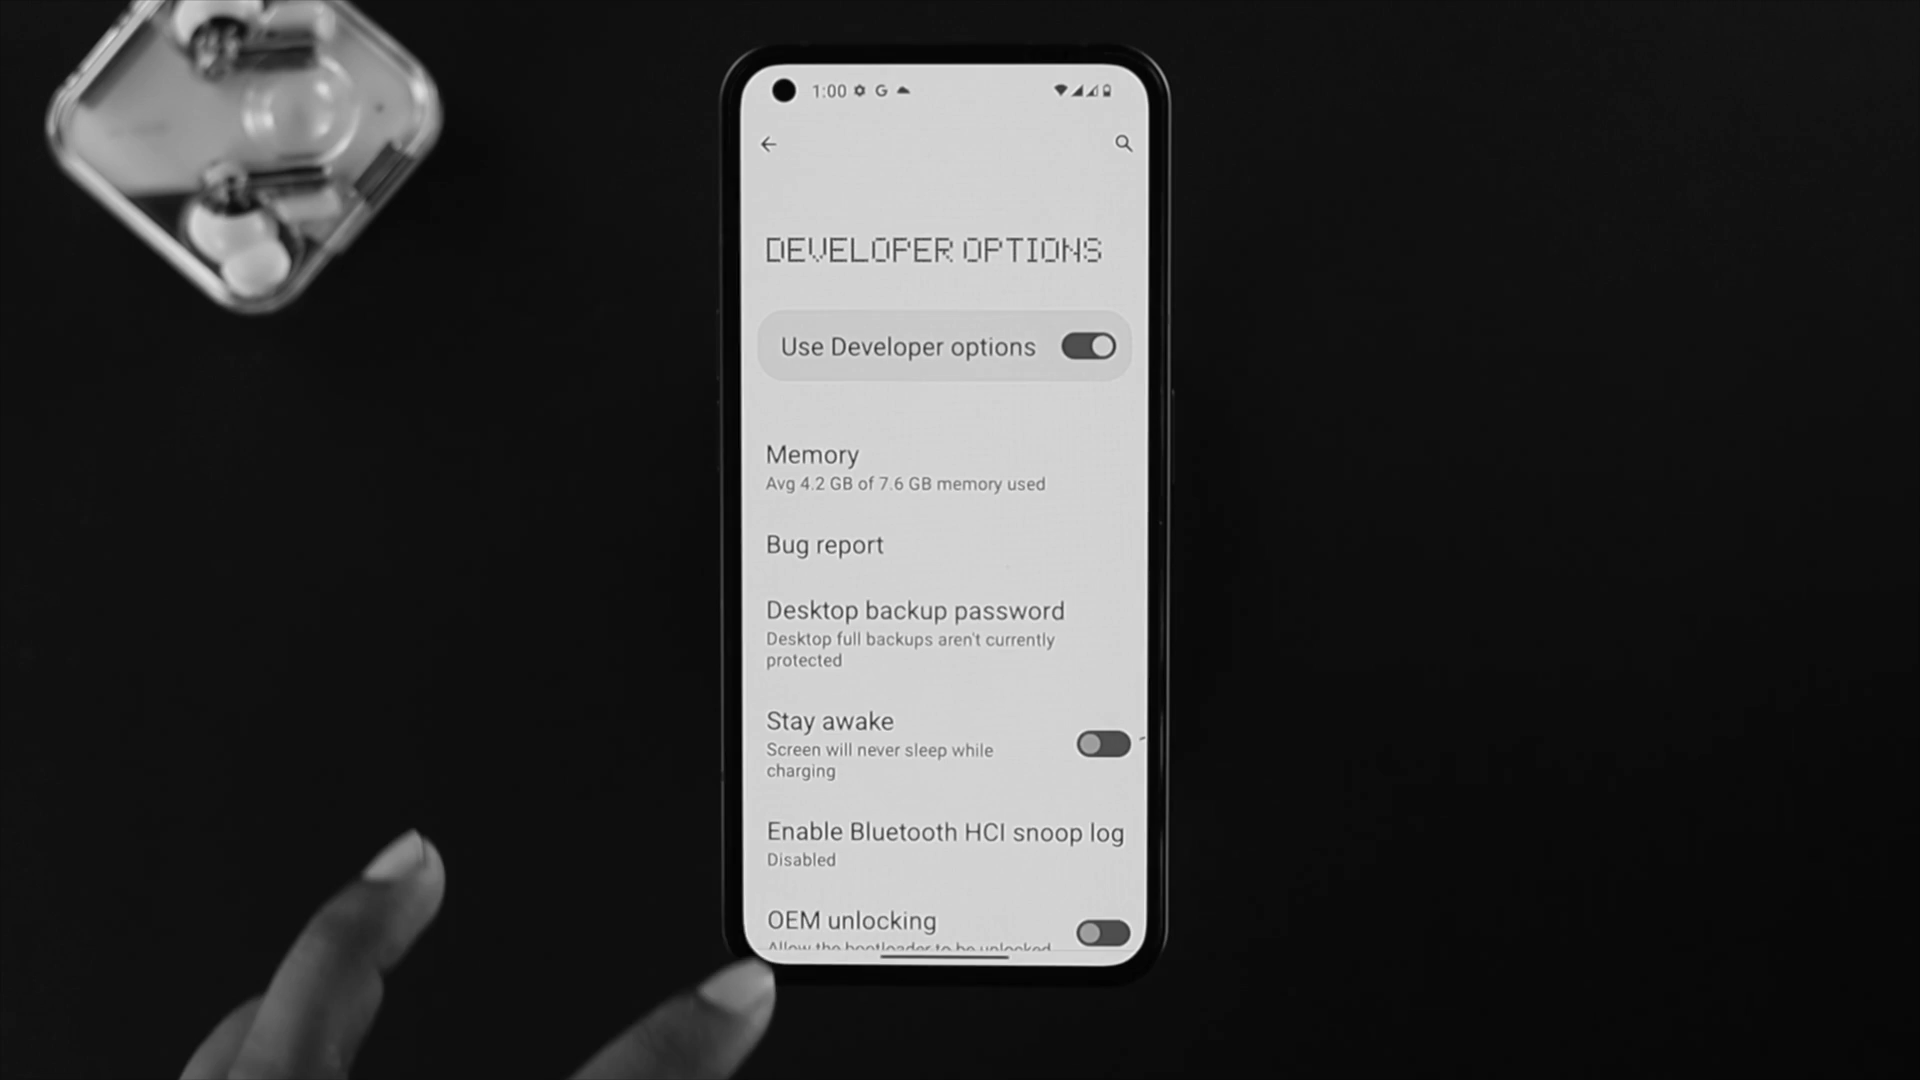 1:00 G
DEVELOPER OPTIONS
Use Developer options
Memory
Avg 4.2 GB of 7.6 GB memory used
Bug report
Desktop backup password
Desktop full backups aren't currently
protected
Stay awake
Screen will never sleep while
charging
Enable Bluetooth HCI snoop log
Disabled
OEM unlocking
Allow the bootloader to be unlocked